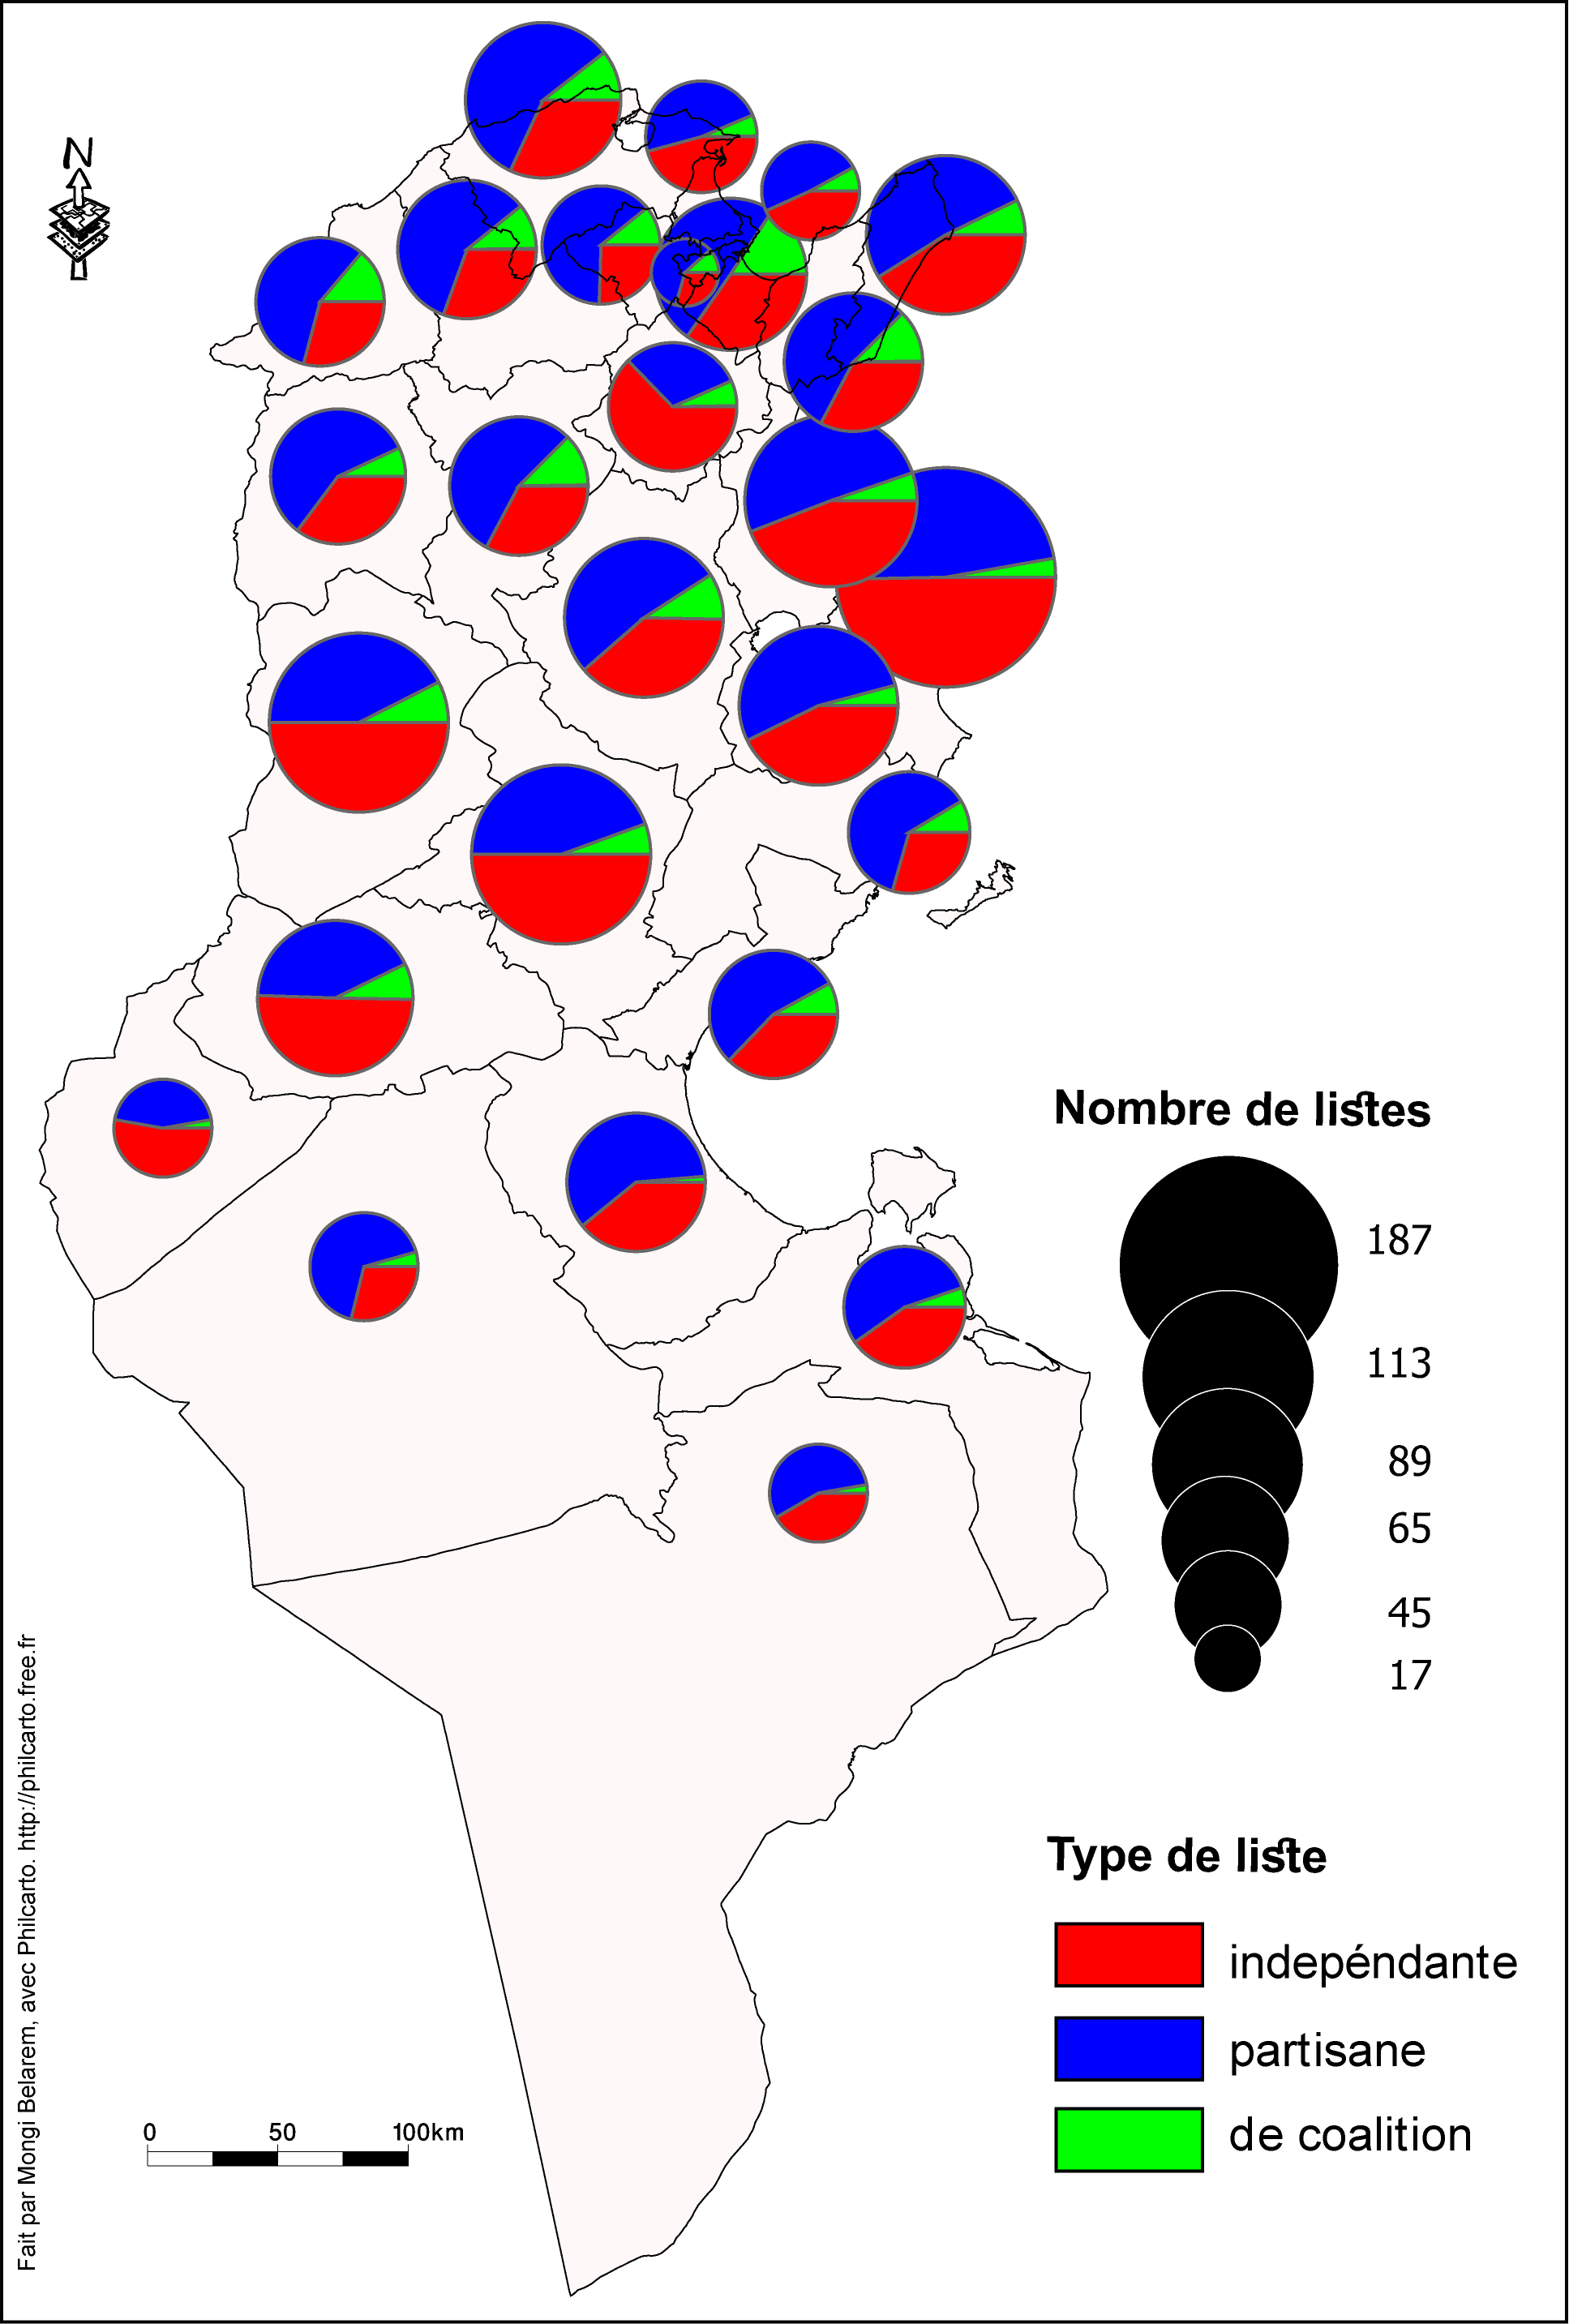 N
Nombre de listes
187
113
89
65
45
17
Type de liste
indepéndante
partisane
de coalition
0 50 100km
Fait par Mongi Belarem, avec Philcarto. http://philcarto.free.fr